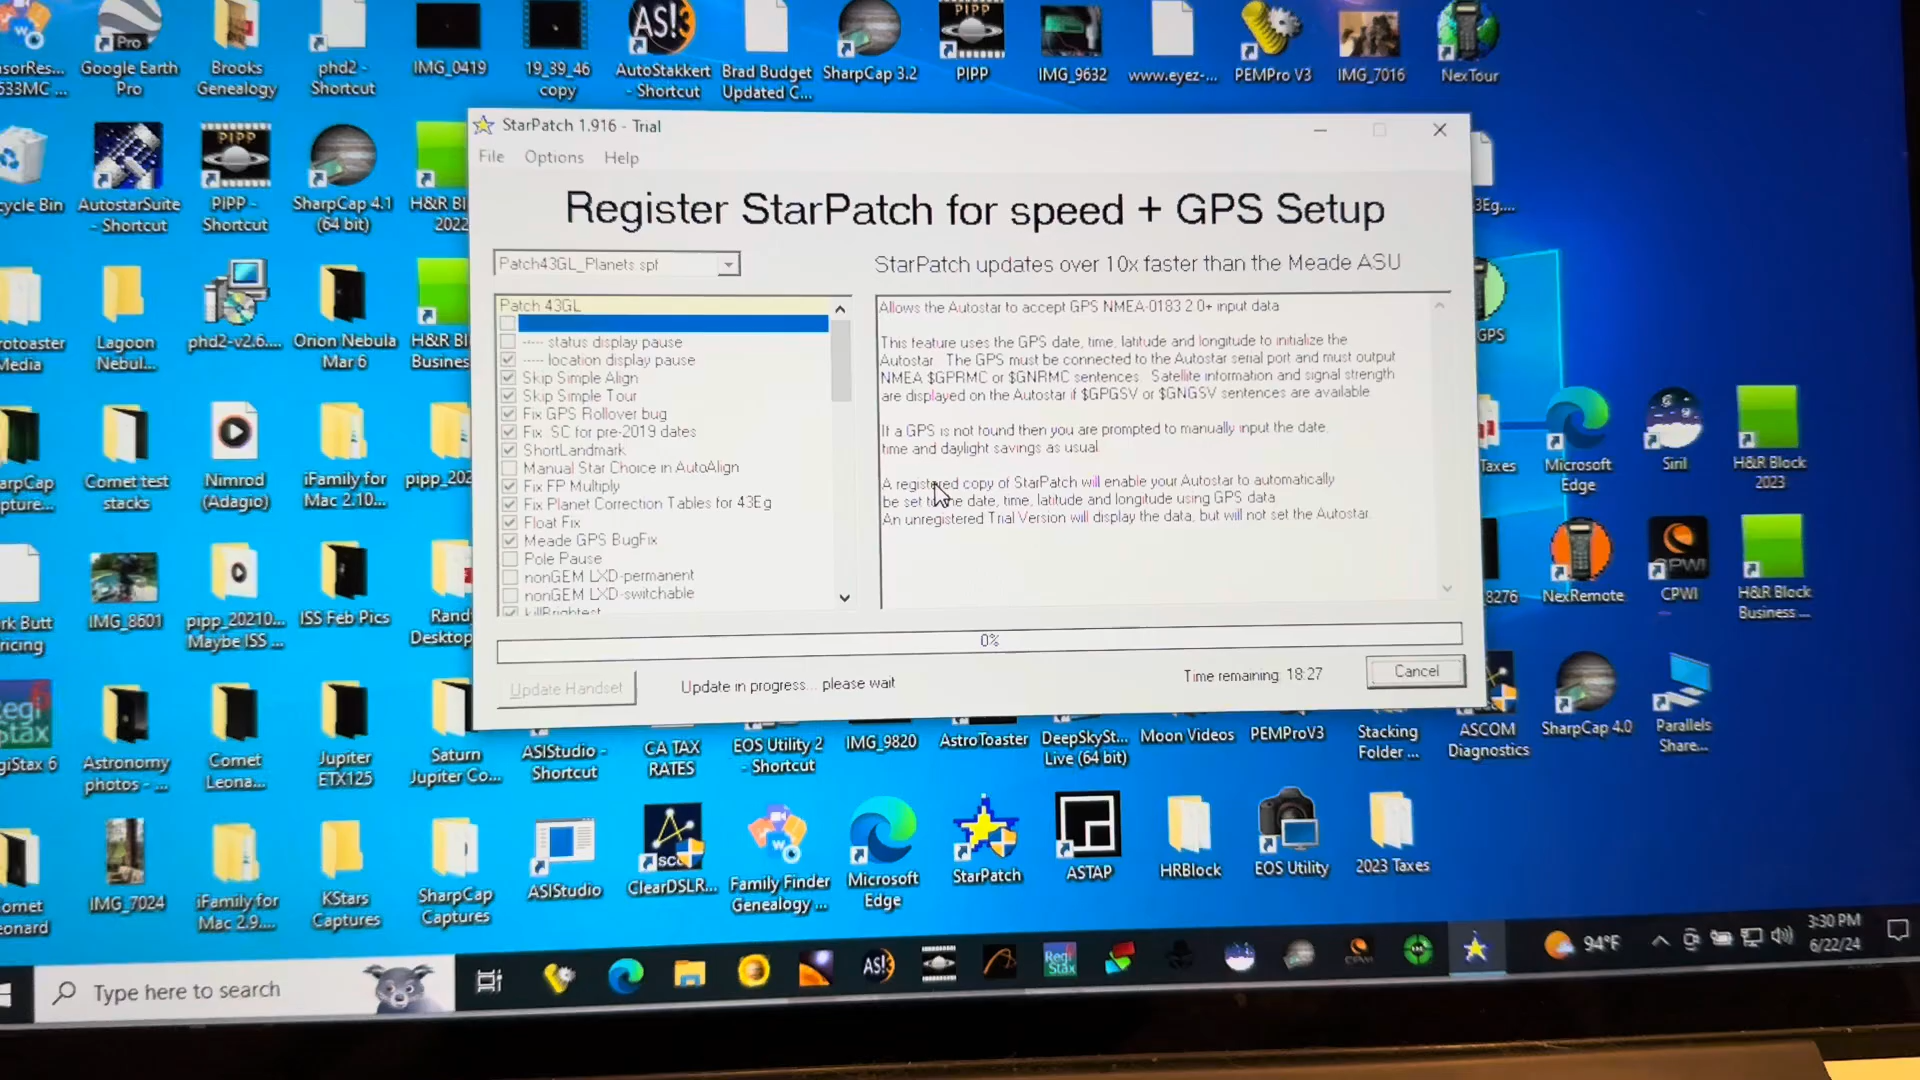 Google Earth Pro
Brooks Genealogy
phd2 - Shortcut
IMG_0419
19_39_46 copy
AutoStakkert - Shortcut
Brad Budget Updated C...
SharpCap 3.2
PIPP
IMG_9632
www.eyez-...
PEMPro V3
IMG_7016
NexTour
StarPatch 1.916 - Trial
File Options Help
Register StarPatch for speed + GPS Setup
Patch43GL_Planets.spf
StarPatch updates over 10x faster than the Meade ASU
Patch 43GL
---- status display pause
---- location display pause
Skip Simple Align
Skip Simple Tour
Fix GPS Rollover bug
Fix SC for pre-2019 dates
ShortLandmark
Manual Star Choice in AutoAlign
Fix FP Multiply
Fix Planet Correction Tables for 43Eg
Float Fix
Meade GPS BugFix
Pole Pause
nonGEM LXD-permanent
nonGEM LXD-switchable
killBrightest
Allows the Autostar to accept GPS NMEA-0183 2.0+ input data
This feature uses the GPS date, time, latitude and longitude to initialize the
Autostar. The GPS must be connected to the Autostar serial port and must output
NMEA $GPRMC or $GNRMC sentences. Satellite information and signal strength
are displayed on the Autostar if $GPGSV or $GNGSV sentences are available
If a GPS is not found then you are prompted to manually input the date,
time and daylight savings as usual.
A registered copy of StarPatch will enable your Autostar to automatically
be set to the date, time, latitude and longitude using GPS data.
An unregistered Trial Version will display the data, but will not set the Autostar.
0%
Update Handset
Update in progress... please wait
Time remaining: 18:27
Cancel
AutostarSuite - Shortcut
PIPP - Shortcut
SharpCap 4.1 (64 bit)
H&R Bl 2022
Lagoon Nebul...
phd2-v2.6....
Orion Nebula Mar 6
H&R Bl Business
GPS
Comet test stacks
Nimrod (Adagio)
iFamily for Mac 2.10...
pipp_202
Taxes
Microsoft Edge
Siril
H&R Block 2023
IMG_8601
pipp_20210... Maybe ISS ...
ISS Feb Pics
Rand Desktop
8276
NexRemote
CPWI
H&R Block Business ...
RegiStax 6
Astronomy photos - ...
Comet Leona...
Jupiter ETX125
Saturn Jupiter Co...
ASIStudio - Shortcut
CA TAX RATES
EOS Utility 2 - Shortcut
IMG_9820
AstroToaster
DeepSkySt... Live (64 bit)
Moon Videos
PEMProV3
Stacking Folder ...
ASCOM Diagnostics
SharpCap 4.0
Parallels Share...
IMG_7024
iFamily for Mac 2.9....
KStars Captures
SharpCap Captures
ASIStudio
ClearDSLR...
Family Finder Genealogy ...
Microsoft Edge
StarPatch
ASTAP
HRBlock
EOS Utility
2023 Taxes
Type here to search
AS!3
Regi Stax
94°F
3:30 PM
6/22/24